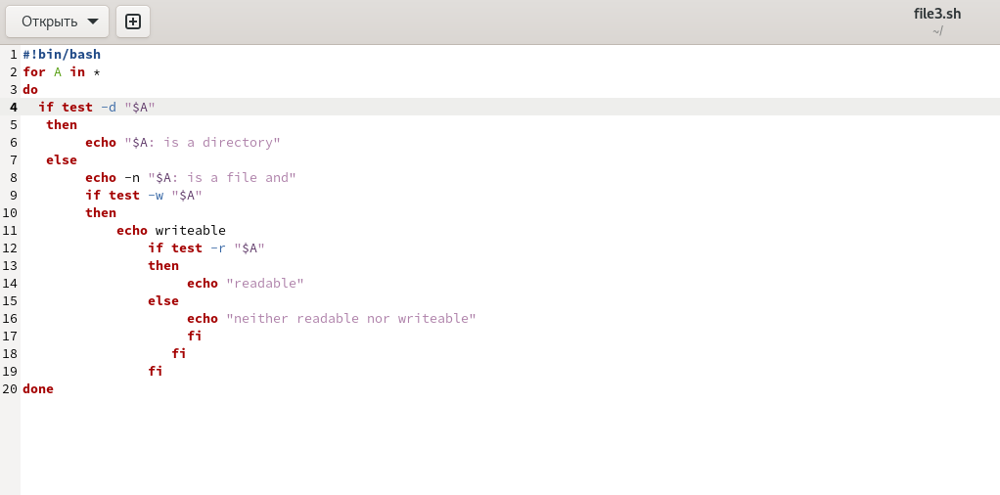 Открыть
file3.sh
~/
1 #!bin/bash
2 for A in *
3 do
4   if test -d "$A"
5    then
6         echo "$A: is a directory"
7    else
8         echo -n "$A: is a file and"
9         if test -w "$A"
10         then
11             echo writeable
12                 if test -r "$A"
13                 then
14                      echo "readable"
15                 else
16                      echo "neither readable nor writeable"
17                      fi
18                    fi
19                 fi
20 done